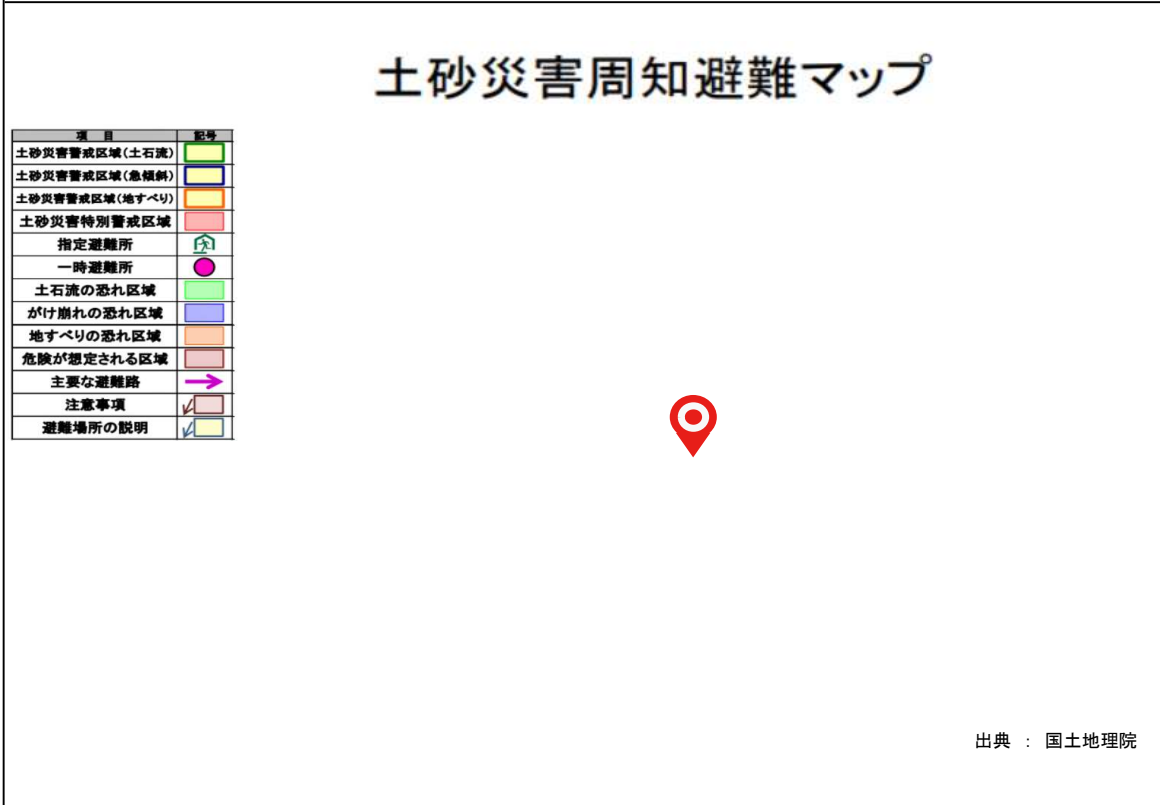 土砂災害周知避難マップ
項 目 記号
土砂災害警戒区域(土石流)
土砂災害警戒区域(急傾斜)
土砂災害警戒区域(地すべり)
土砂災害特別警戒区域
指定避難所
一時避難所
土石流の恐れ区域
がけ崩れの恐れ区域
地すべりの恐れ区域
危険が想定される区域
主要な避難路
注意事項
避難場所の説明
出典 : 国土地理院